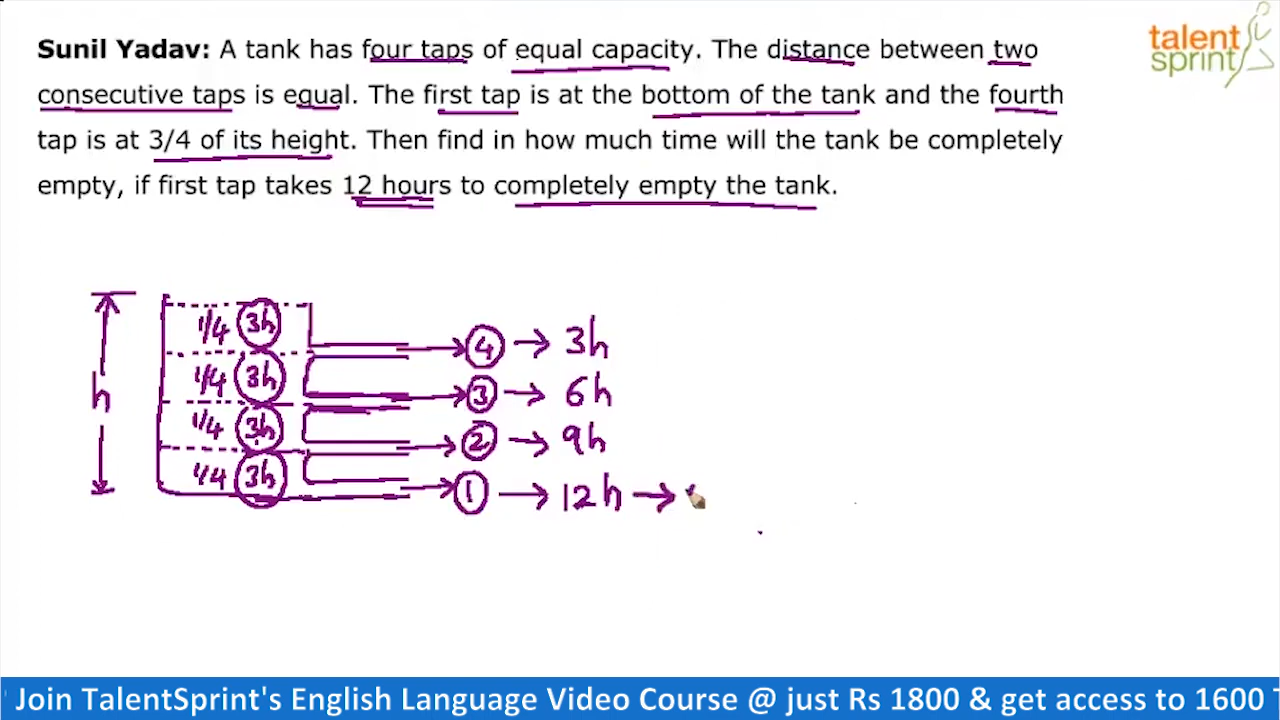 talent
sprint
Sunil Yadav: A tank has four taps of equal capacity. The distance between two
consecutive taps is equal. The first tap is at the bottom of the tank and the fourth
tap is at 3/4 of its height. Then find in how much time will the tank be completely
empty, if first tap takes 12 hours to completely empty the tank.
h
1/4 3h 4 → 3h
1/4 3h 3 → 6h
1/4 3h 2 → 9h
1/4 3h 1 → 12h →
Join TalentSprint's English Language Video Course @ just Rs 1800 & get access to 1600